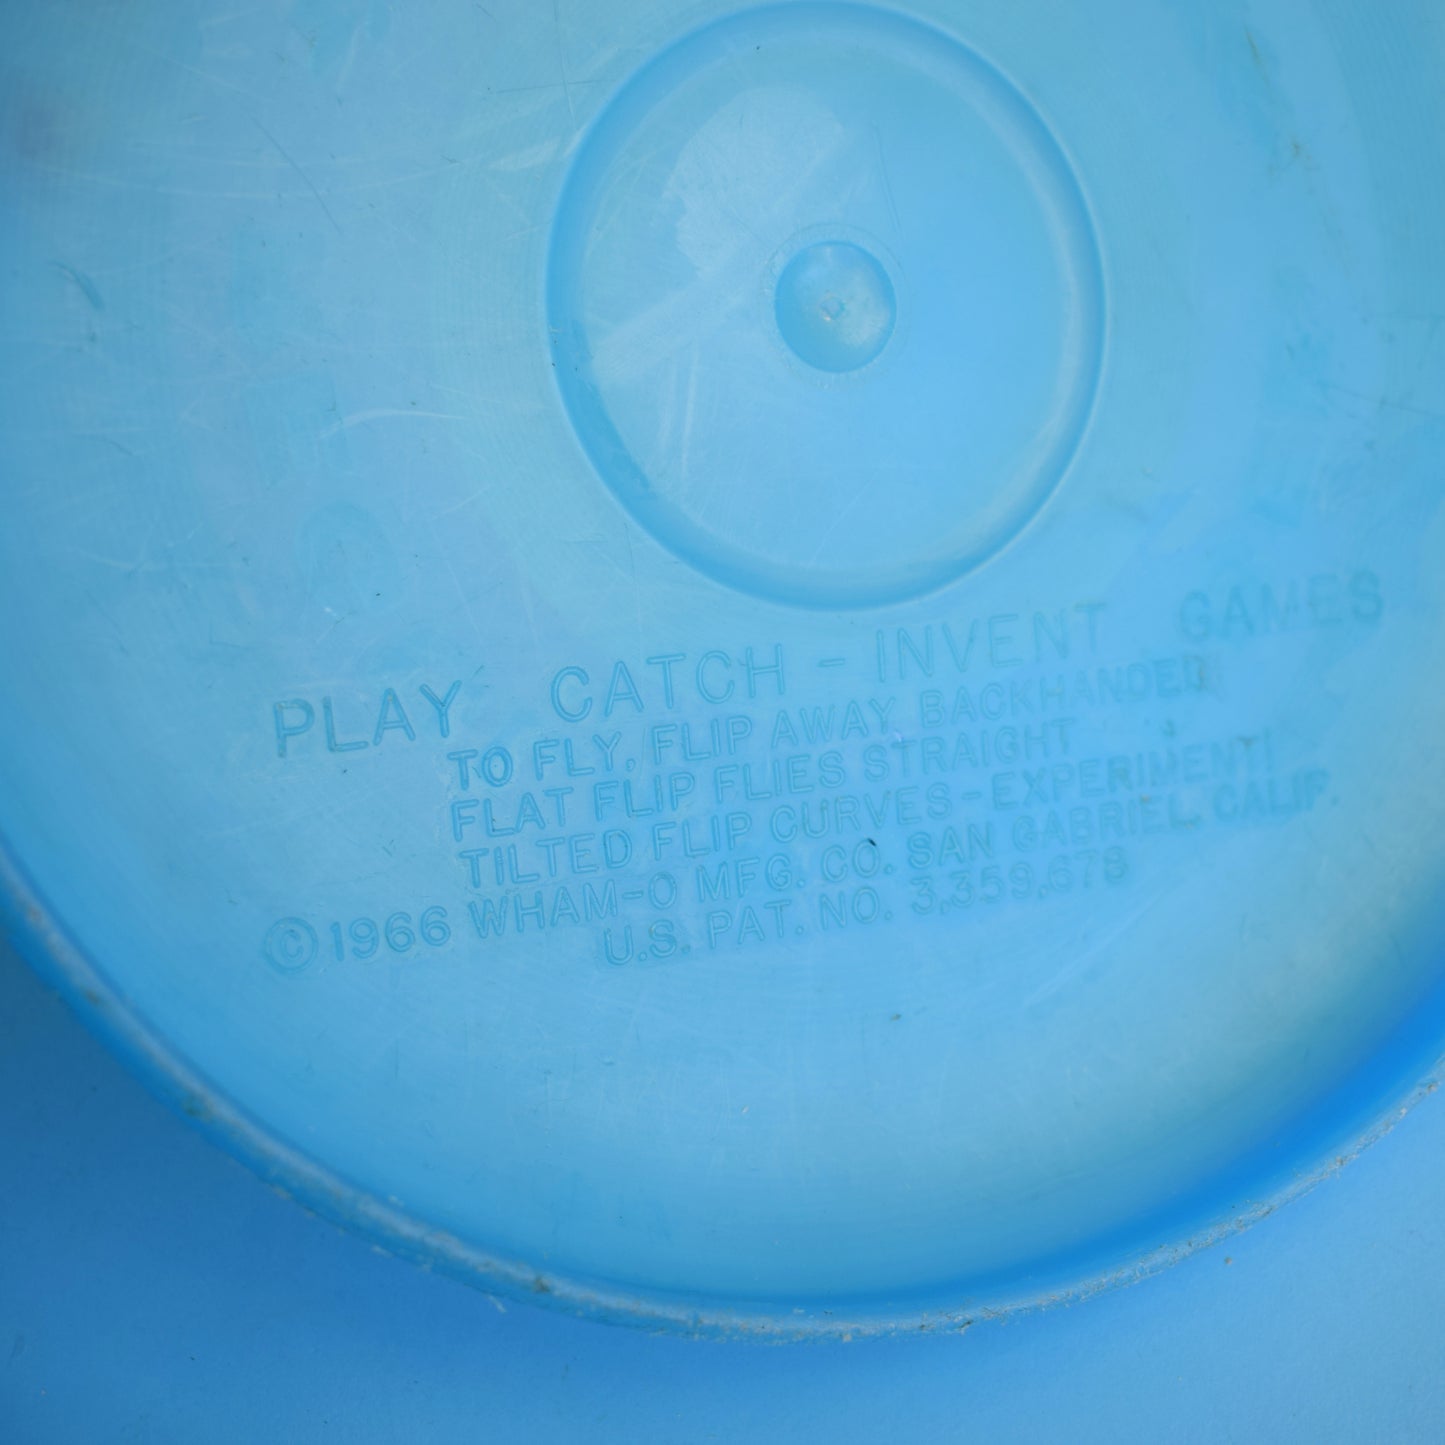 PLAY CATCH - INVENT GAMES
TO FLY, FLIP AWAY BACKHANDED
FLAT FLIP FLIES STRAIGHT
TILTED FLIP CURVES - EXPERIMENT!
©1966 WHAM-O MFG. CO. SAN GABRIEL, CALIF.
U.S. PAT. NO. 3,359,678